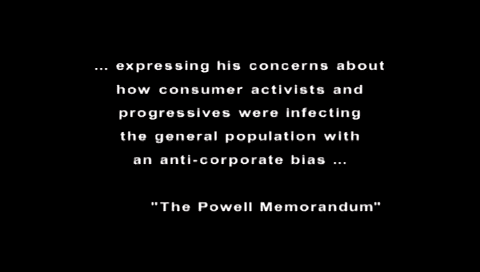 ... expressing his concerns about
how consumer activists and
progressives were infecting
the general population with
an anti-corporate bias ...
"The Powell Memorandum"